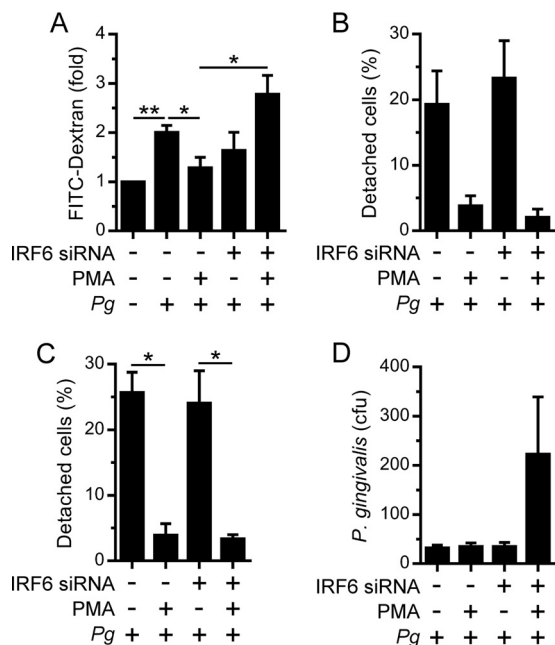 A
FITC-Dextran (fold)
4
3
2
1
0
** * *
IRF6 siRNA - - - + +
PMA - - + - +
Pg - + + + +
B
Detached cells (%)
30
20
10
0
IRF6 siRNA - - + +
PMA - + - +
Pg + + + +
C
Detached cells (%)
30
20
10
0
* *
IRF6 siRNA - - + +
PMA - + - +
Pg + + + +
D
P. gingivalis (cfu)
400
300
200
100
50
0
IRF6 siRNA - - + +
PMA - + - +
Pg + + + +